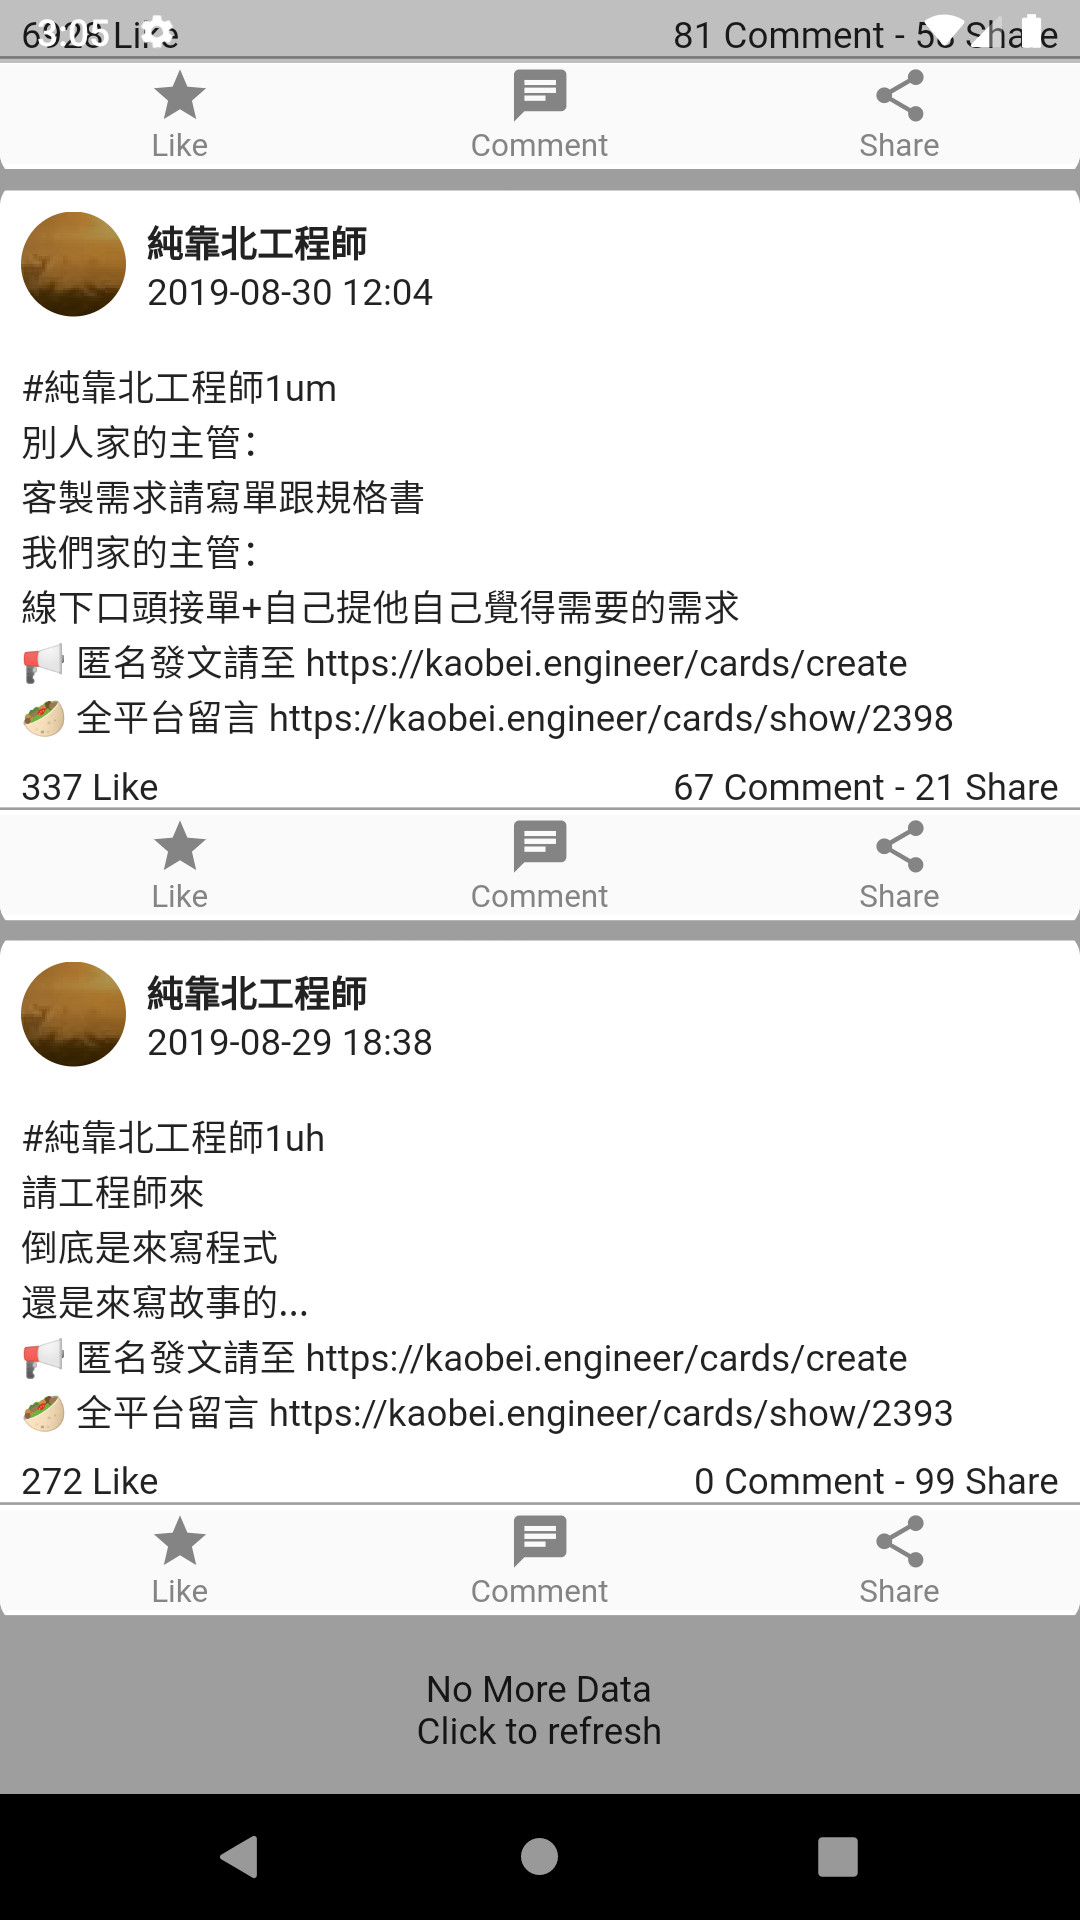 6928 Like
81 Comment - 58 Share
3:05
Like
Comment
Share
純靠北工程師
2019-08-30 12:04
#純靠北工程師1um
別人家的主管：
客製需求請寫單跟規格書
我們家的主管：
線下口頭接單+自己提他自己覺得需要的需求
📢 匿名發文請至 https://kaobei.engineer/cards/create
🥙 全平台留言 https://kaobei.engineer/cards/show/2398
337 Like
67 Comment - 21 Share
Like
Comment
Share
純靠北工程師
2019-08-29 18:38
#純靠北工程師1uh
請工程師來
倒底是來寫程式
還是來寫故事的...
📢 匿名發文請至 https://kaobei.engineer/cards/create
🥙 全平台留言 https://kaobei.engineer/cards/show/2393
272 Like
0 Comment - 99 Share
Like
Comment
Share
No More Data
Click to refresh